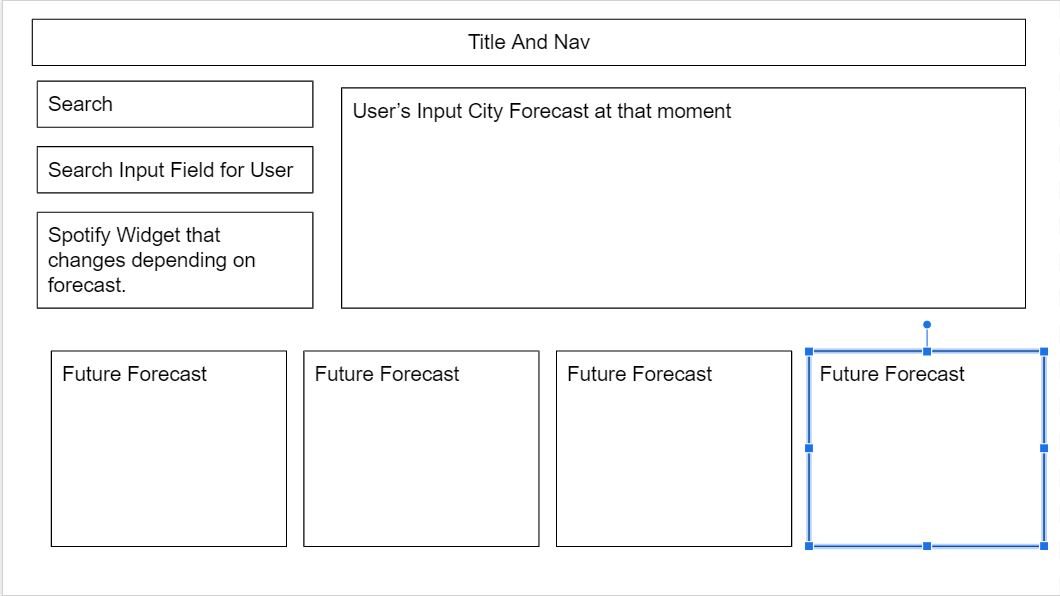 Title And Nav
Search
User’s Input City Forecast at that moment
Search Input Field for User
Spotify Widget that
changes depending on
forecast.
Future Forecast
Future Forecast
Future Forecast
Future Forecast